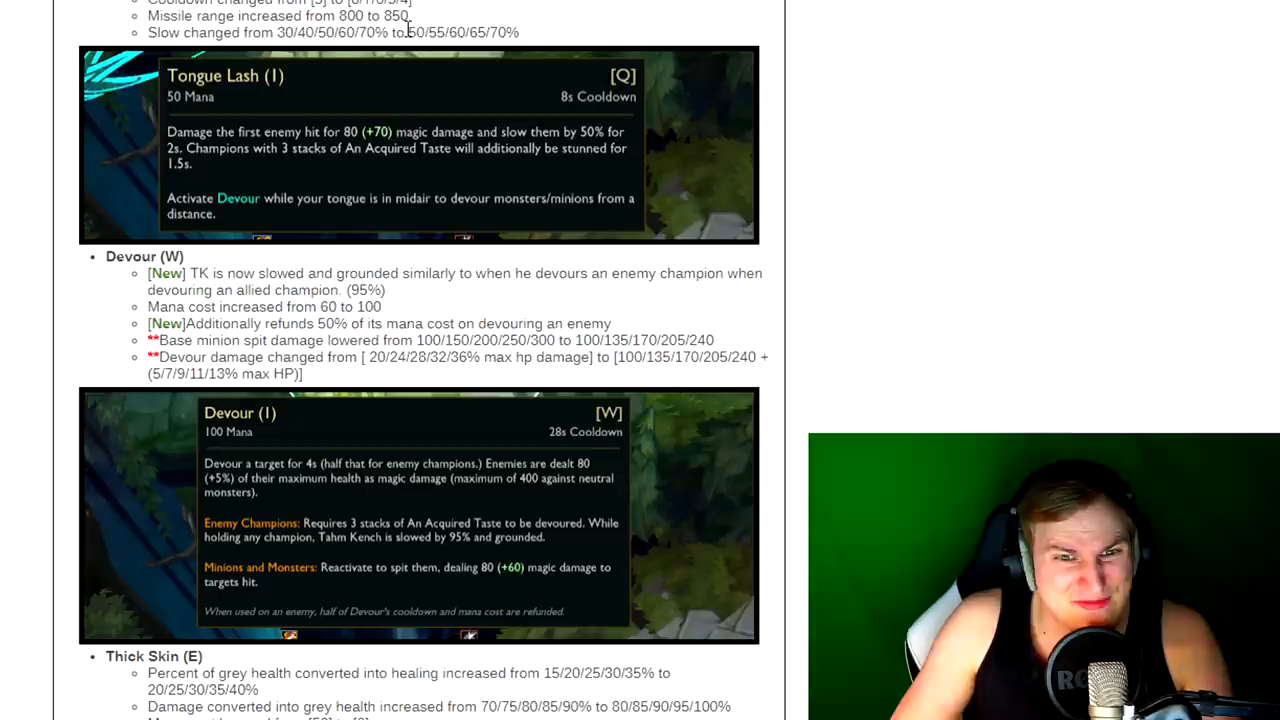 Cooldown changed from [5] to [8/7/6/5/4]
Missile range increased from 800 to 850
Slow changed from 30/40/50/60/70% to 50/55/60/65/70%
Tongue Lash (1) [Q]
50 Mana 8s Cooldown
Damage the first enemy hit for 80 (+70) magic damage and slow them by 50% for
2s. Champions with 3 stacks of An Acquired Taste will additionally be stunned for
1.5s.
Activate Devour while your tongue is in midair to devour monsters/minions from a
distance.
Devour (W)
[New] TK is now slowed and grounded similarly to when he devours an enemy champion when
devouring an allied champion. (95%)
Mana cost increased from 60 to 100
[New]Additionally refunds 50% of its mana cost on devouring an enemy
**Base minion spit damage lowered from 100/150/200/250/300 to 100/135/170/205/240
**Devour damage changed from [ 20/24/28/32/36% max hp damage] to [100/135/170/205/240 +
(5/7/9/11/13% max HP)]
Devour (1) [W]
100 Mana 28s Cooldown
Devour a target for 4s (half that for enemy champions.) Enemies are dealt 80
(+5%) of their maximum health as magic damage (maximum of 400 against neutral
monsters).
Enemy Champions: Requires 3 stacks of An Acquired Taste to be devoured. While
holding any champion, Tahm Kench is slowed by 95% and grounded.
Minions and Monsters: Reactivate to spit them, dealing 80 (+60) magic damage to
targets hit.
When used on an enemy, half of Devour's cooldown and mana cost are refunded.
Thick Skin (E)
Percent of grey health converted into healing increased from 15/20/25/30/35% to
20/25/30/35/40%
Damage converted into grey health increased from 70/75/80/85/90% to 80/85/90/95/100%